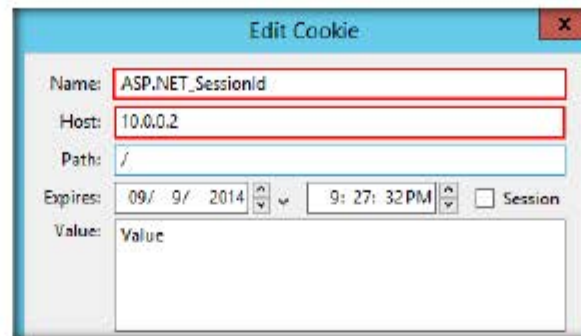 Edit Cookie
x
Name: ASP.NET_SessionId
Host: 10.0.0.2
Path: /
Expires: 09/ 9/ 2014 9: 27: 32 PM Session
Value: Value